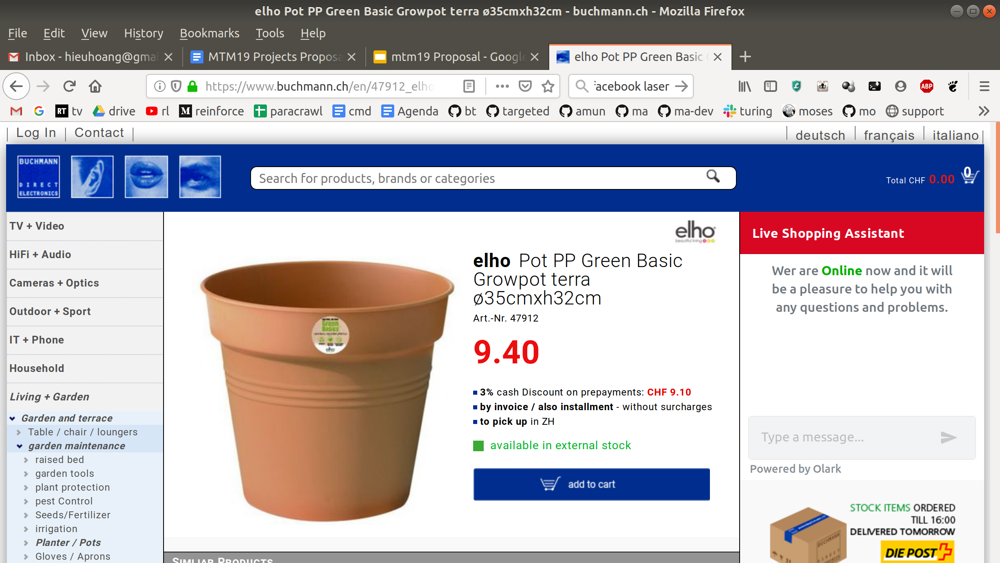 elho Pot PP Green Basic Growpot terra ø35cmxh32cm - buchmann.ch - Mozilla Firefox
File Edit View History Bookmarks Tools Help
Inbox - hieuhoang@gmai
MTM19 Projects Proposa
mtm19 Proposal - Google
elho Pot PP Green Basic
https://www.buchmann.ch/en/47912_elho
facebook laser
ABP
RT tv drive rl M reinforce paracrawl cmd Agenda bt targeted amun ma ma-dev turing moses mo support
Log In Contact
deutsch français italiano
BUCHMANN
DIRECT
ELECTRONICS
Search for products, brands or categories
Total CHF 0.00
0
TV + Video
HiFi + Audio
Cameras + Optics
Outdoor + Sport
IT + Phone
Household
Living + Garden
Garden and terrace
Table / chair / loungers
garden maintenance
raised bed
garden tools
plant protection
pest Control
Seeds/Fertilizer
irrigation
Planter / Pots
Gloves / Aprons
elho
beautiful living
Green
Basics
elho
elho Pot PP Green Basic
Growpot terra
ø35cmxh32cm
Art.-Nr. 47912
9.40
3% cash Discount on prepayments: CHF 9.10
by invoice / also installment - without surcharges
to pick up in ZH
available in external stock
add to cart
SIMLIAR PRODUCTS
Live Shopping Assistant
Wer are Online now and it will
be a pleasure to help you with
any questions and problems.
Type a message...
Powered by Olark
STOCK ITEMS ORDERED
TILL 16:00
DELIVERED TOMORROW
BUCHMANN
DIE POST